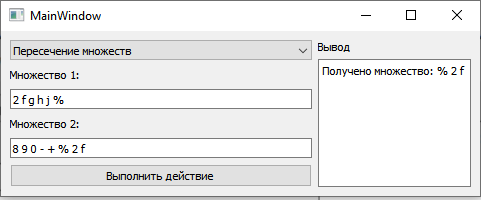 MainWindow
Пересечение множеств
Множество 1:
2 f g h j %
Множество 2:
8 9 0 - + % 2 f
Выполнить действие
Вывод
Получено множество: % 2 f